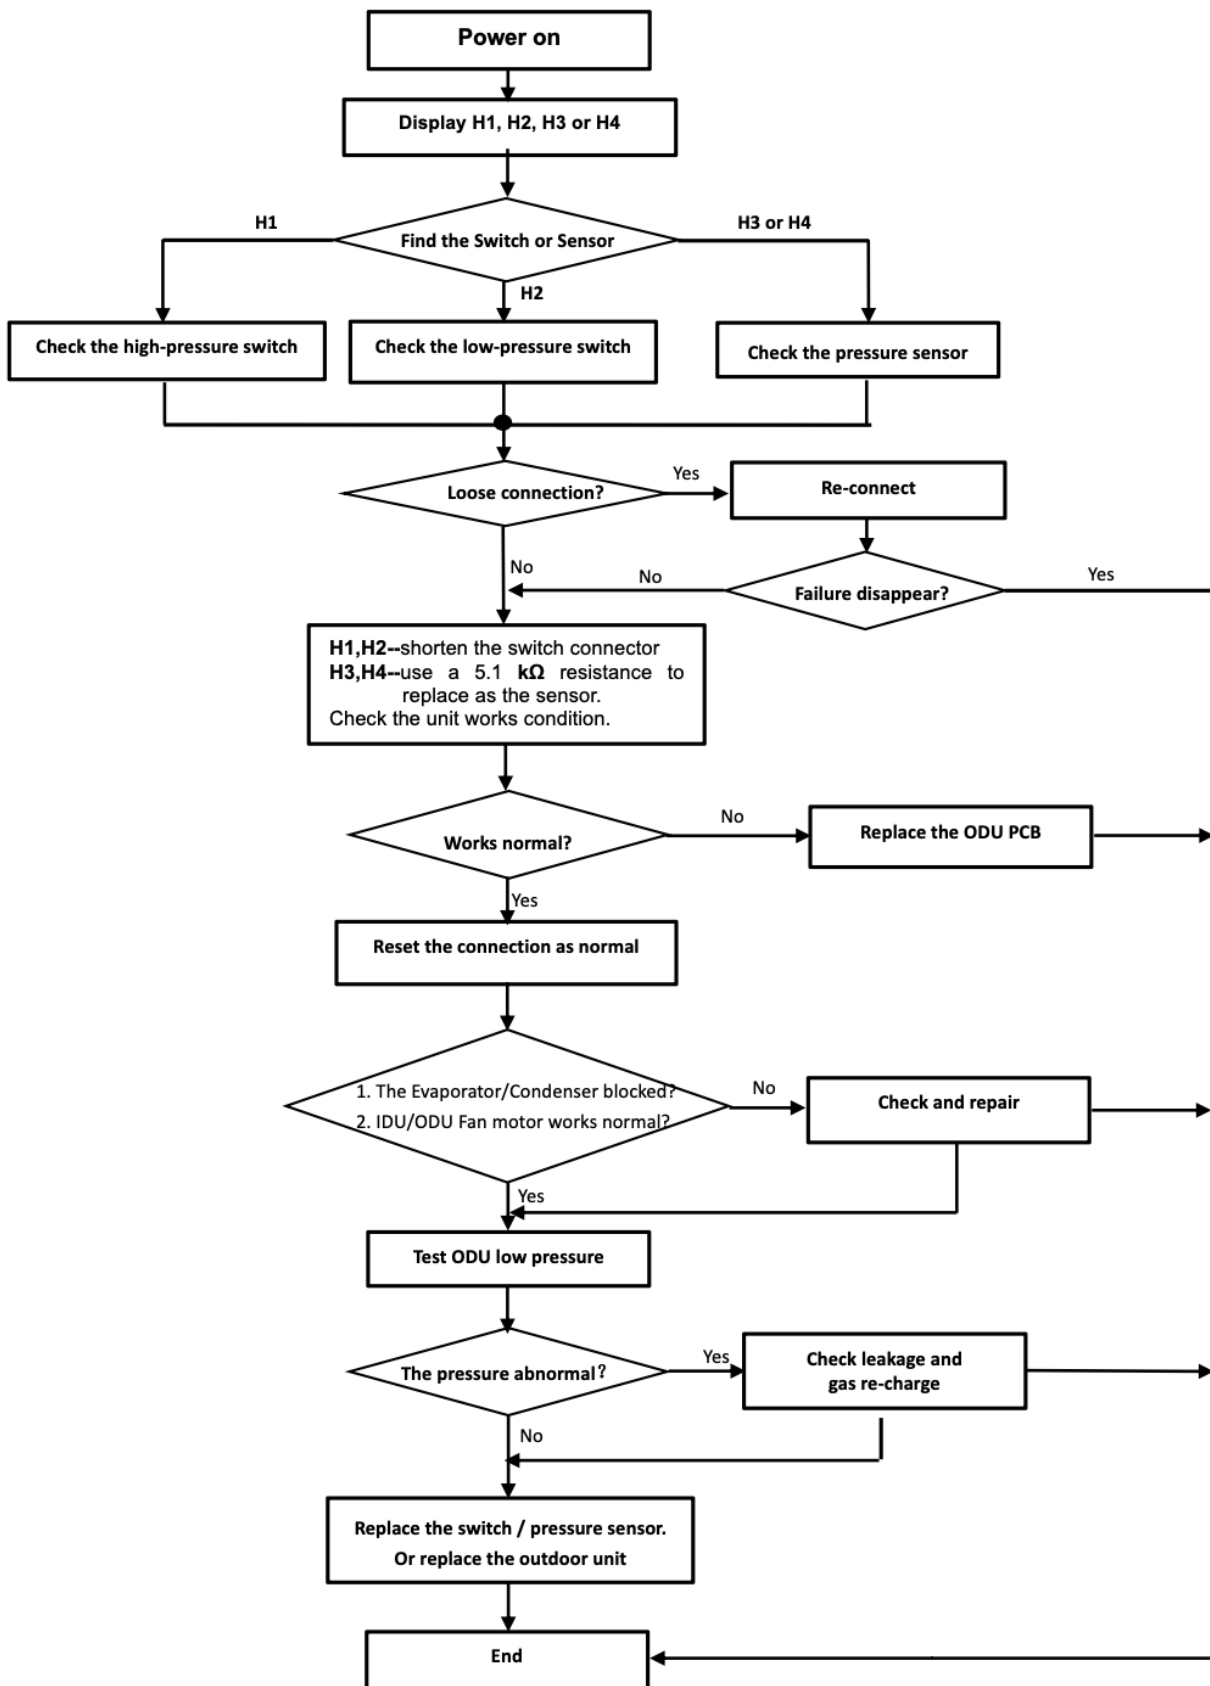 Power on
Display H1, H2, H3 or H4
H1
Find the Switch or Sensor
H3 or H4
H2
Check the high-pressure switch
Check the low-pressure switch
Check the pressure sensor
Loose connection?
Yes
Re-connect
No
No
Failure disappear?
Yes
H1,H2--shorten the switch connector
H3,H4--use a 5.1 kΩ resistance to
replace as the sensor.
Check the unit works condition.
Works normal?
No
Replace the ODU PCB
Yes
Reset the connection as normal
1. The Evaporator/Condenser blocked?
2. IDU/ODU Fan motor works normal?
No
Check and repair
Yes
Test ODU low pressure
The pressure abnormal?
Yes
Check leakage and
gas re-charge
No
Replace the switch / pressure sensor.
Or replace the outdoor unit
End